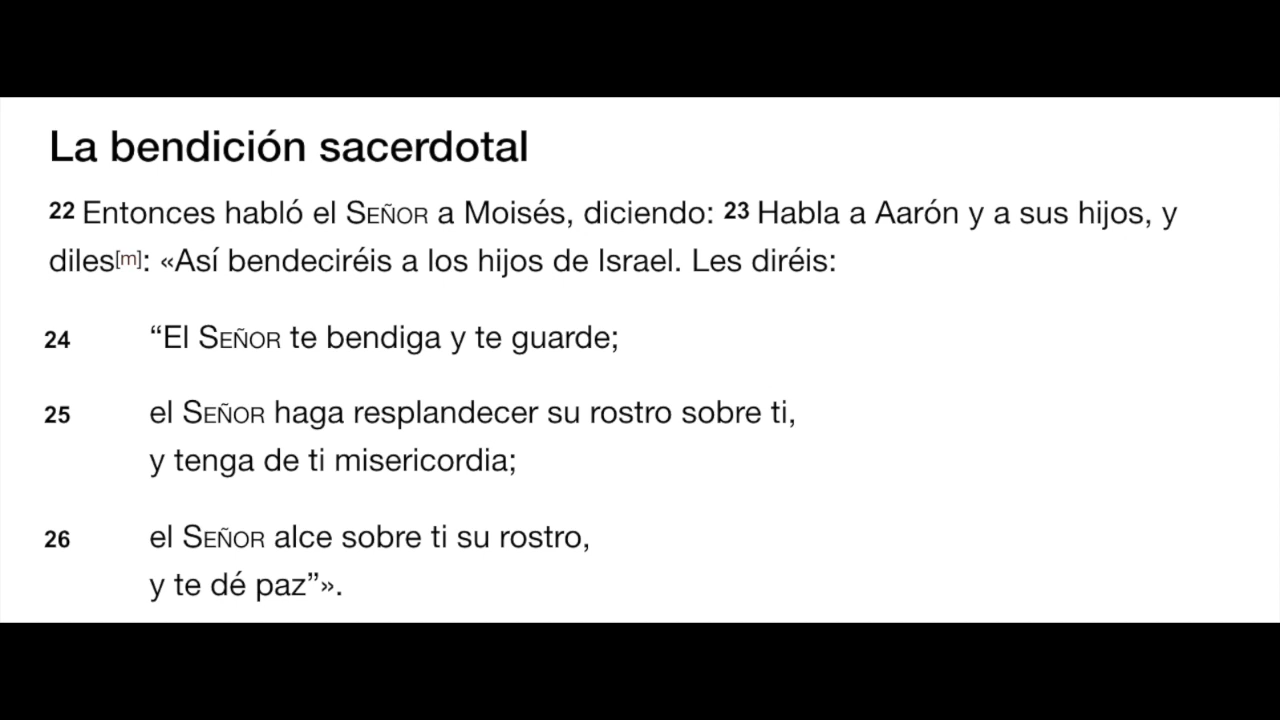 La bendición sacerdotal
22 Entonces habló el SEÑOR a Moisés, diciendo: 23 Habla a Aarón y a sus hijos, y
diles[m]: «Así bendeciréis a los hijos de Israel. Les diréis:
24 “El SEÑOR te bendiga y te guarde;
25 el SEÑOR haga resplandecer su rostro sobre ti,
y tenga de ti misericordia;
26 el SEÑOR alce sobre ti su rostro,
y te dé paz”».